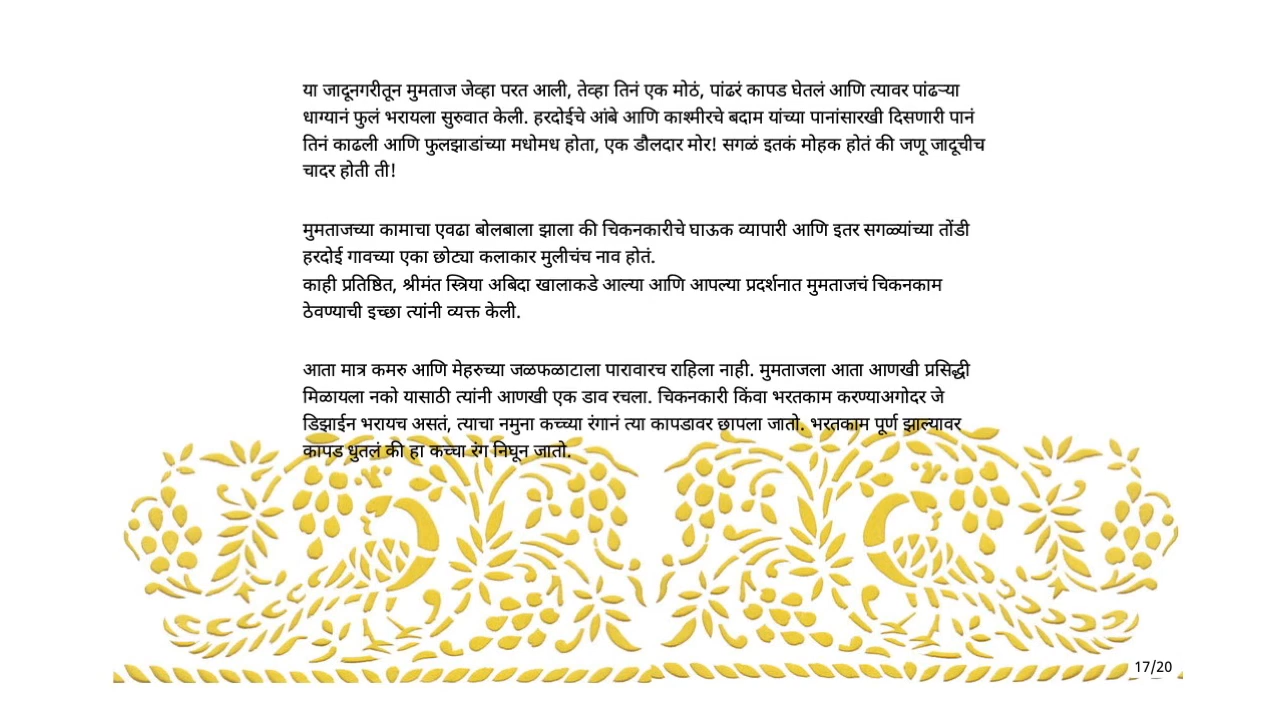 या जादूनगरीतून मुमताज जेव्हा परत आली, तेव्हा तिनं एक मोठं, पांढरं कापड घेतलं आणि त्यावर पांढऱ्या
धाग्यानं फुलं भरायला सुरुवात केली. हरदोईचे आंबे आणि काश्मीरचे बदाम यांच्या पानांसारखी दिसणारी पानं
तिनं काढली आणि फुलझाडांच्या मधोमध होता, एक डौलदार मोर! सगळं इतकं मोहक होतं की जणू जादूचीच
चादर होती ती!
मुमताजच्या कामाचा एवढा बोलबाला झाला की चिकनकारीचे घाऊक व्यापारी आणि इतर सगळ्यांच्या तोंडी
हरदोई गावच्या एका छोट्या कलाकार मुलीचंच नाव होतं.
काही प्रतिष्ठित, श्रीमंत स्त्रिया अबिदा खालाकडे आल्या आणि आपल्या प्रदर्शनात मुमताजचं चिकनकाम
ठेवण्याची इच्छा त्यांनी व्यक्त केली.
आता मात्र कमरु आणि मेहरुच्या जळफळाटाला पारावारच राहिला नाही. मुमताजला आता आणखी प्रसिद्धी
मिळायला नको यासाठी त्यांनी आणखी एक डाव रचला. चिकनकारी किंवा भरतकाम करण्याअगोदर जे
डिझाईन भरायच असतं, त्याचा नमुना कच्च्या रंगानं त्या कापडावर छापला जातो. भरतकाम पूर्ण झाल्यावर
कापड धुतलं की हा कच्चा रंग निघून जातो.
17/20